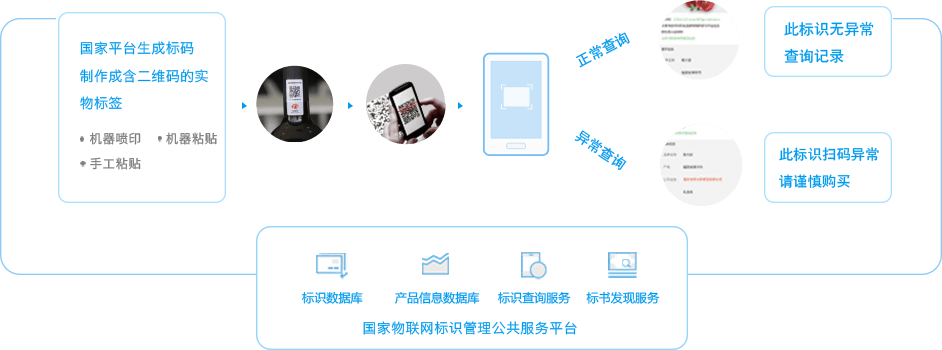 国家平台生成标码
制作成含二维码的实
物标签
机器喷印
机器粘贴
手工粘贴
正常查询
此标识无异常
查询记录
异常查询
此标识扫码异常
请谨慎购买
标识数据库
产品信息数据库
标识查询服务
标书发现服务
国家物联网标识管理公共服务平台